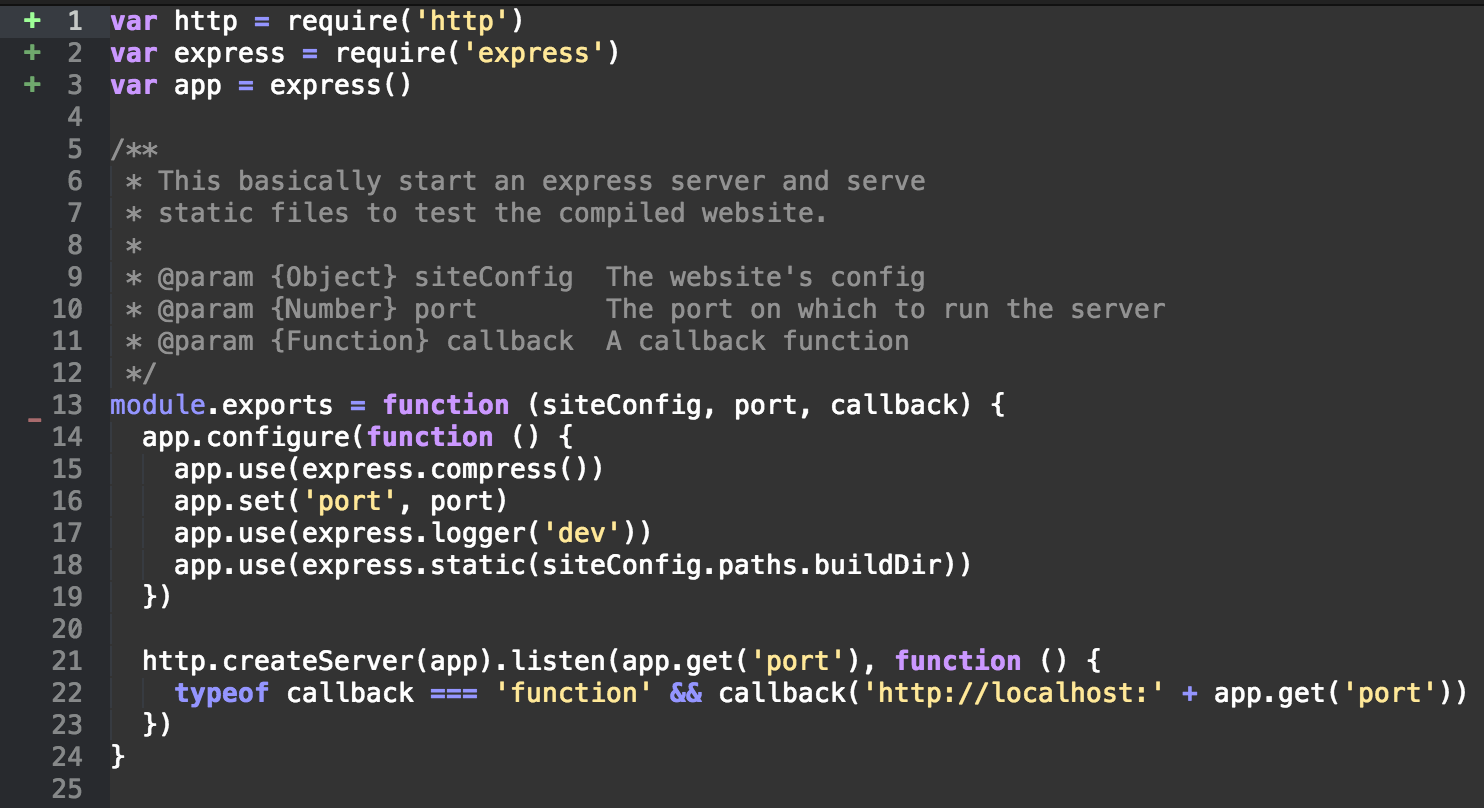 + 1 var http = require('http')
+ 2 var express = require('express')
+ 3 var app = express()
4
5 /**
6  * This basically start an express server and serve
7  * static files to test the compiled website.
8  *
9  * @param {Object} siteConfig  The website's config
10  * @param {Number} port        The port on which to run the server
11  * @param {Function} callback  A callback function
12  */
13 module.exports = function (siteConfig, port, callback) {
14   app.configure(function () {
15     app.use(express.compress())
16     app.set('port', port)
17     app.use(express.logger('dev'))
18     app.use(express.static(siteConfig.paths.buildDir))
19   })
20
21   http.createServer(app).listen(app.get('port'), function () {
22     typeof callback === 'function' && callback('http://localhost:' + app.get('port'))
23   })
24 }
25